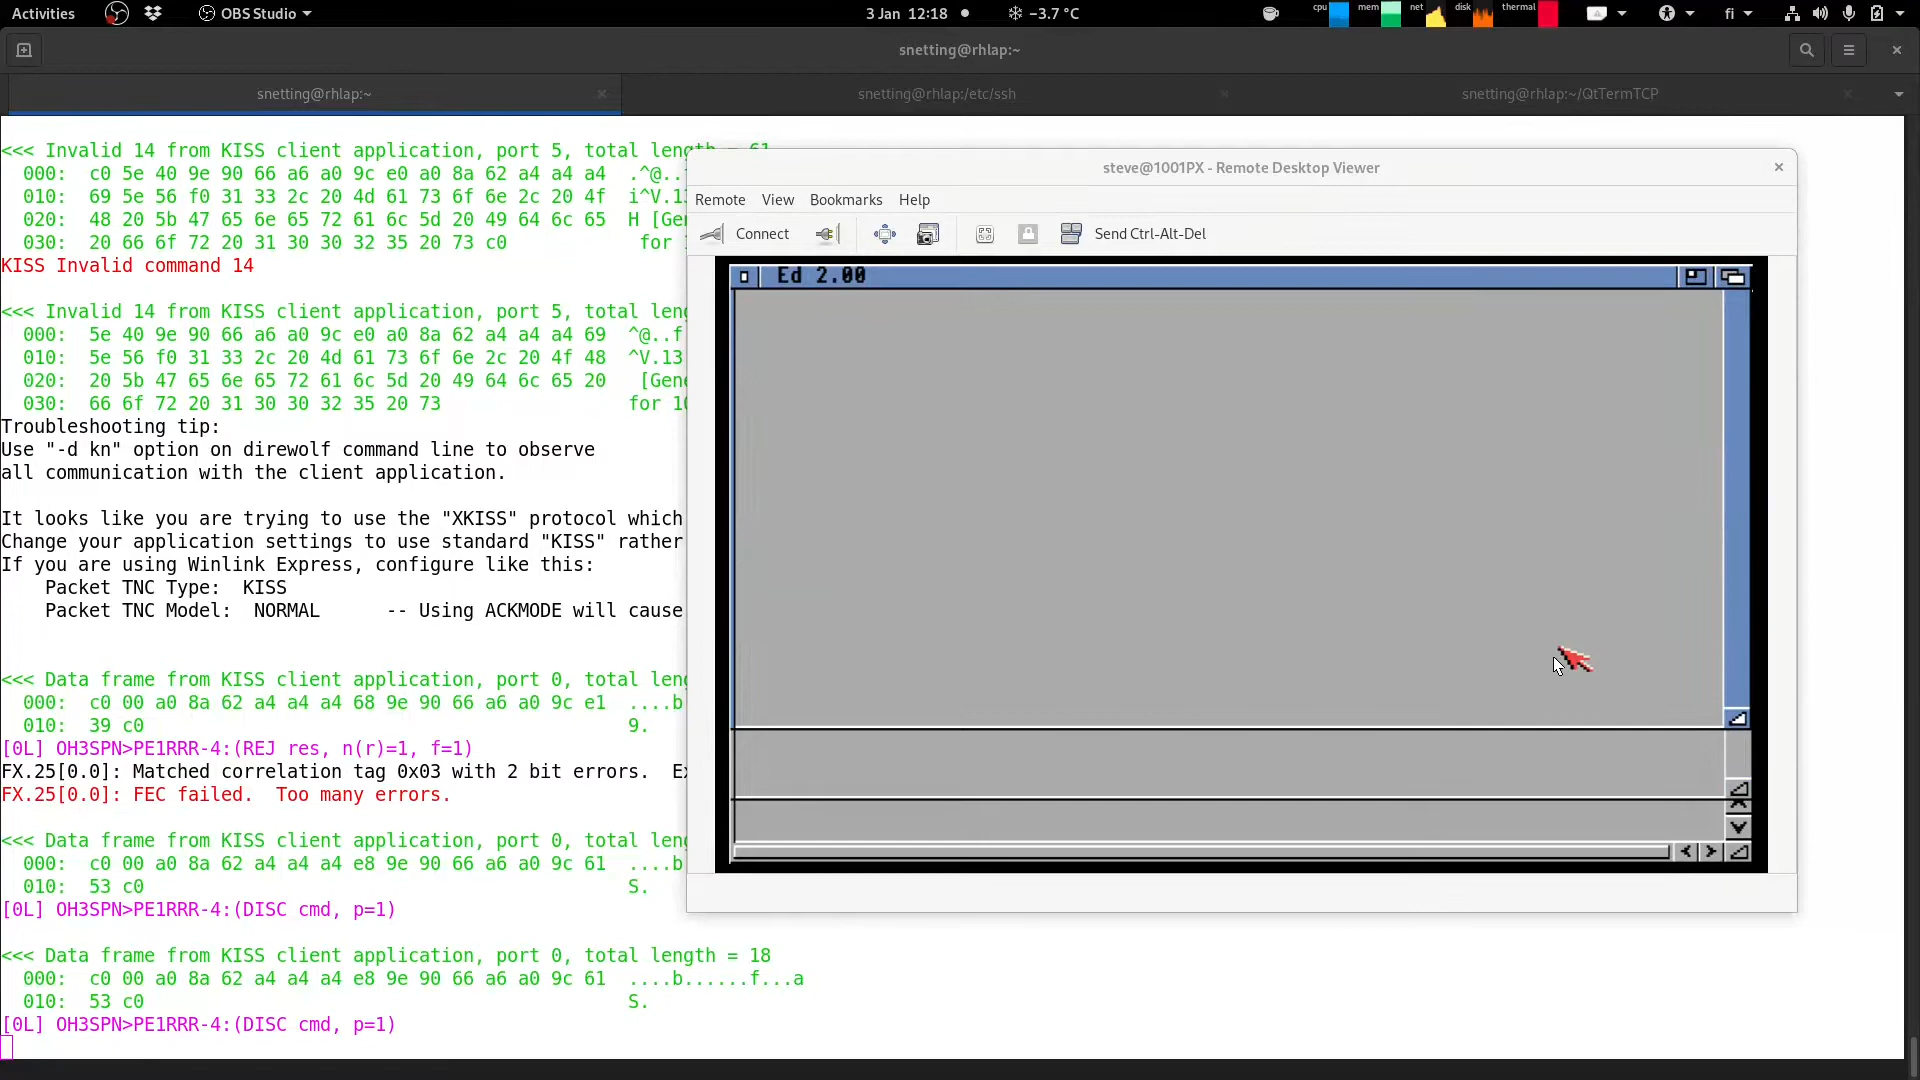 Activities OBS Studio 3 Jan 12:18 −3.7 °C cpu mem net disk thermal fi
snetting@rhlap:~
snetting@rhlap:~ snetting@rhlap:/etc/ssh snetting@rhlap:~/QtTermTCP
<<< Invalid 14 from KISS client application, port 5, total length = 61
000: c0 5e 40 9e 90 66 a6 a0 9c e0 a0 8a 62 a4 a4 a4 .^@..f
010: 69 5e 56 f0 31 33 2c 20 4d 61 73 6f 6e 2c 20 4f i^V.13
020: 48 20 5b 47 65 6e 65 72 61 6c 5d 20 49 64 6c 65 H [Gen
030: 20 66 6f 72 20 31 30 30 32 35 20 73 c0 for 1
KISS Invalid command 14
<<< Invalid 14 from KISS client application, port 5, total leng
000: 5e 40 9e 90 66 a6 a0 9c e0 a0 8a 62 a4 a4 a4 69 ^@..f
010: 5e 56 f0 31 33 2c 20 4d 61 73 6f 6e 2c 20 4f 48 ^V.13
020: 20 5b 47 65 6e 65 72 61 6c 5d 20 49 64 6c 65 20 [Gene
030: 66 6f 72 20 31 30 30 32 35 20 73 for 10
Troubleshooting tip:
Use "-d kn" option on direwolf command line to observe
all communication with the client application.
It looks like you are trying to use the "XKISS" protocol which
Change your application settings to use standard "KISS" rather
If you are using Winlink Express, configure like this:
Packet TNC Type: KISS
Packet TNC Model: NORMAL -- Using ACKMODE will cause
<<< Data frame from KISS client application, port 0, total leng
000: c0 00 a0 8a 62 a4 a4 a4 68 9e 90 66 a6 a0 9c e1 ....b
010: 39 c0 9.
[0L] OH3SPN>PE1RRR-4:(REJ res, n(r)=1, f=1)
FX.25[0.0]: Matched correlation tag 0x03 with 2 bit errors. Ex
FX.25[0.0]: FEC failed. Too many errors.
<<< Data frame from KISS client application, port 0, total leng
000: c0 00 a0 8a 62 a4 a4 a4 e8 9e 90 66 a6 a0 9c 61 ....b
010: 53 c0 S.
[0L] OH3SPN>PE1RRR-4:(DISC cmd, p=1)
<<< Data frame from KISS client application, port 0, total length = 18
000: c0 00 a0 8a 62 a4 a4 a4 e8 9e 90 66 a6 a0 9c 61 ....b......f...a
010: 53 c0 S.
[0L] OH3SPN>PE1RRR-4:(DISC cmd, p=1)
steve@1001PX - Remote Desktop Viewer
Remote View Bookmarks Help
Connect Send Ctrl-Alt-Del
Ed 2.00